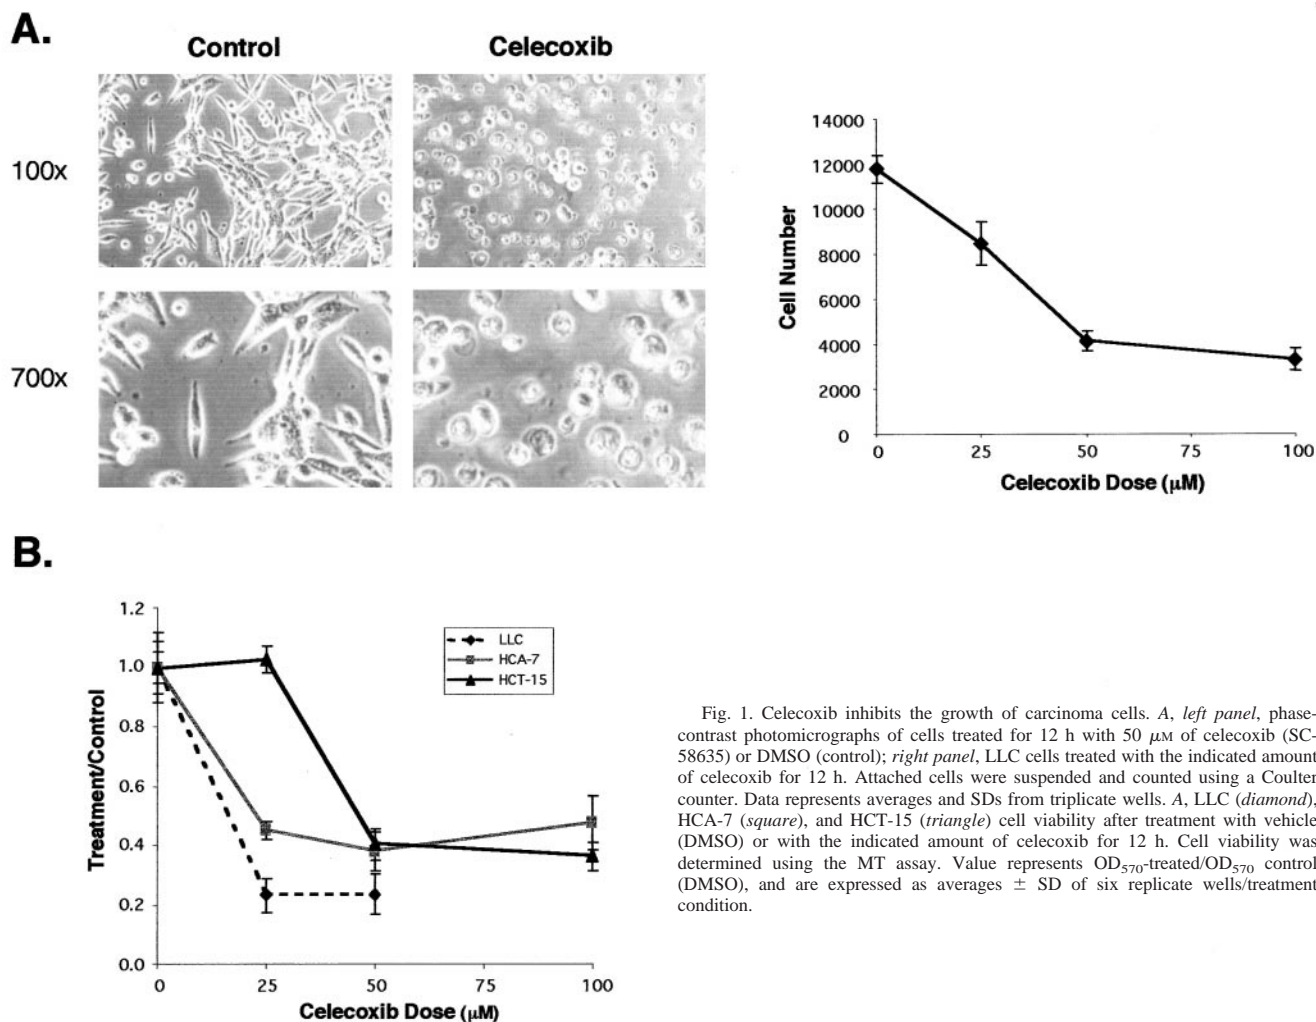 A.
Control Celecoxib
100x
700x
14000
12000
10000
8000
6000
4000
2000
0
Cell Number
0 25 50 75 100
Celecoxib Dose (μM)
B.
1.2
1.0
0.8
0.6
0.4
0.2
0.0
Treatment/Control
LLC
HCA-7
HCT-15
0 25 50 75 100
Celecoxib Dose (μM)
Fig. 1. Celecoxib inhibits the growth of carcinoma cells. A, left panel, phase-
contrast photomicrographs of cells treated for 12 h with 50 μM of celecoxib (SC-
58635) or DMSO (control); right panel, LLC cells treated with the indicated amount
of celecoxib for 12 h. Attached cells were suspended and counted using a Coulter
counter. Data represents averages and SDs from triplicate wells. A, LLC (diamond),
HCA-7 (square), and HCT-15 (triangle) cell viability after treatment with vehicle
(DMSO) or with the indicated amount of celecoxib for 12 h. Cell viability was
determined using the MT assay. Value represents OD570-treated/OD570 control
(DMSO), and are expressed as averages ± SD of six replicate wells/treatment
condition.